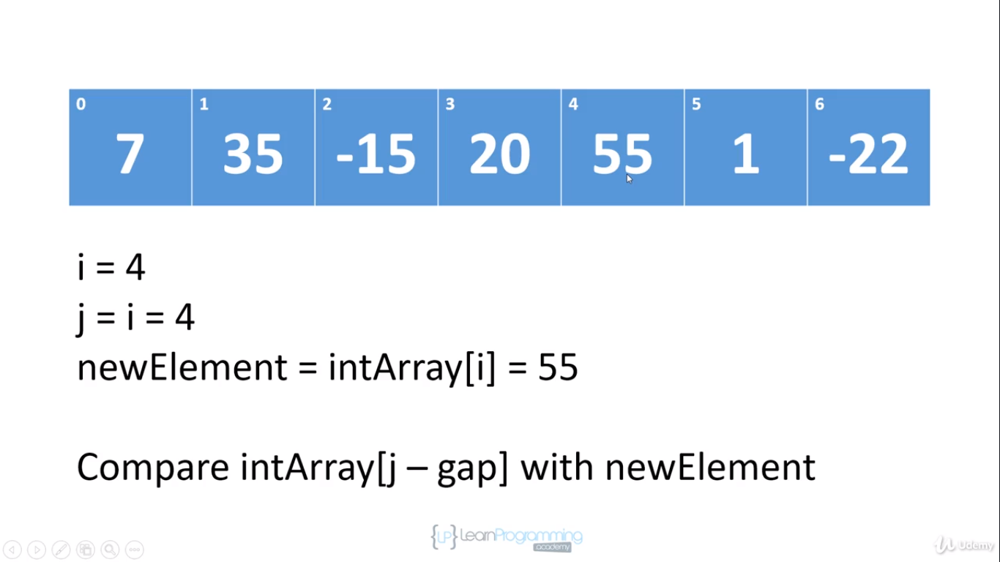 0 1 2 3 4 5 6
7 35 -15 20 55 1 -22
i = 4
j = i = 4
newElement = intArray[i] = 55
Compare intArray[j – gap] with newElement
{LP} LearnProgramming
academy
Udemy